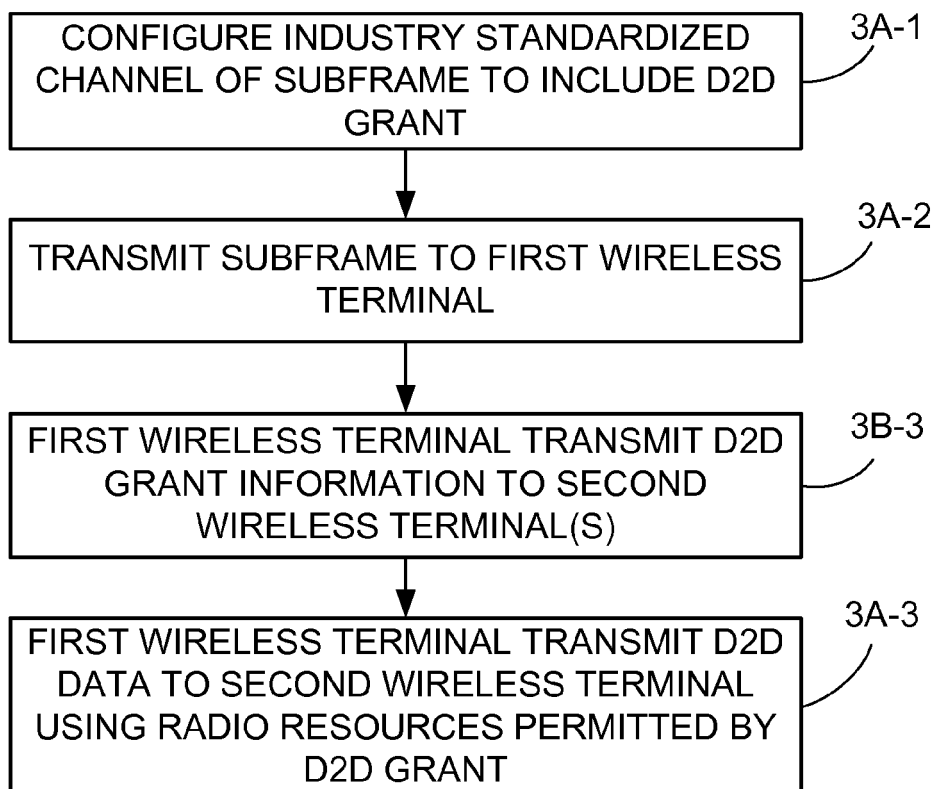 CONFIGURE INDUSTRY STANDARDIZED
CHANNEL OF SUBFRAME TO INCLUDE D2D
GRANT
3A-1
TRANSMIT SUBFRAME TO FIRST WIRELESS
TERMINAL
3A-2
FIRST WIRELESS TERMINAL TRANSMIT D2D
GRANT INFORMATION TO SECOND
WIRELESS TERMINAL(S)
3B-3
FIRST WIRELESS TERMINAL TRANSMIT D2D
DATA TO SECOND WIRELESS TERMINAL
USING RADIO RESOURCES PERMITTED BY
D2D GRANT
3A-3